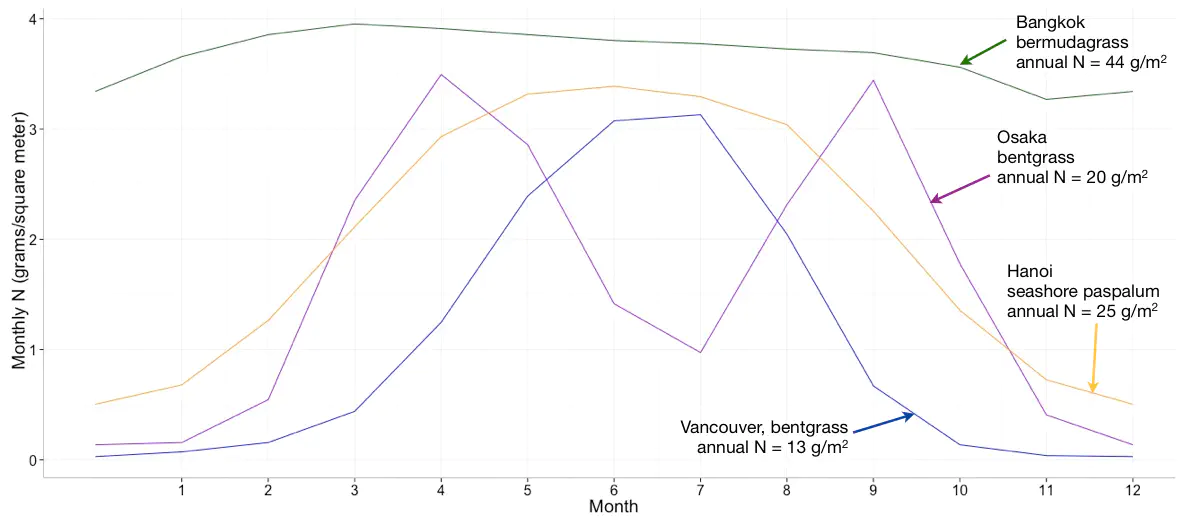 Monthly N (grams/square meter)
4
3
2
1
0
Bangkok
bermudagrass
annual N = 44 g/m²
Osaka
bentgrass
annual N = 20 g/m²
Hanoi
seashore paspalum
annual N = 25 g/m²
Vancouver, bentgrass
annual N = 13 g/m²
1 2 3 4 5 6 7 8 9 10 11 12
Month